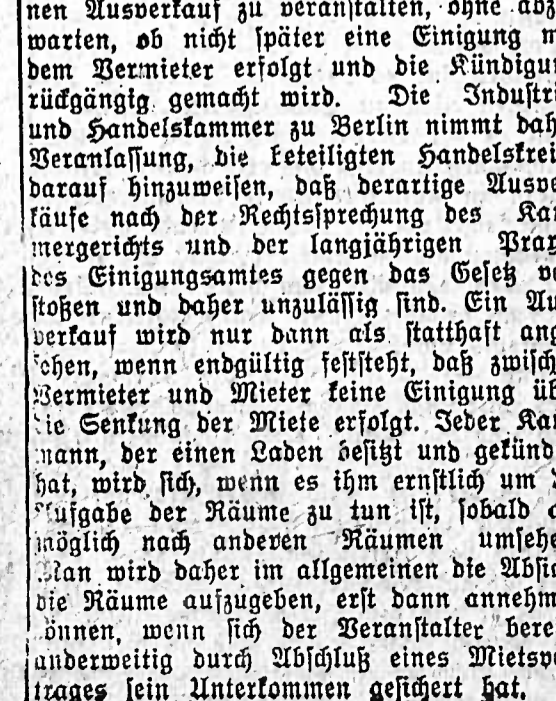 nen Ausverkauf zu veranstalten, ohne abz
warten, ob nicht später eine Einigung m
dem Vermieter erfolgt und die Kündigu
rückgängig gemacht wird. Die Industri
und Handelskammer zu Berlin nimmt dah
Veranlassung, die beteiligten Handelskrei
darauf hinzuweisen, daß derartige Ausve
käufe nach der Rechtssprechung des Ka
mergerichts und der langjährigen Prax
des Einigungsamtes gegen das Gesetz ve
stoßen und daher unzulässig sind. Ein Au
verkauf wird nur dann als statthaft ang
sehen, wenn endgültig feststeht, daß zwisch
Vermieter und Mieter keine Einigung üb
die Senkung der Miete erfolgt. Jeder Kau
mann, der einen Laden besitzt und gekünd
hat, wird sich, wenn es ihm ernstlich um
Aufgabe der Räume zu tun ist, sobald
möglich nach anderen Räumen umsehe
Man wird daher im allgemeinen die Absic
die Räume aufzugeben, erst dann annehm
können, wenn sich der Veranstalter bere
anderweitig durch Abschluß eines Mietsve
trages sein Unterkommen gesichert hat.